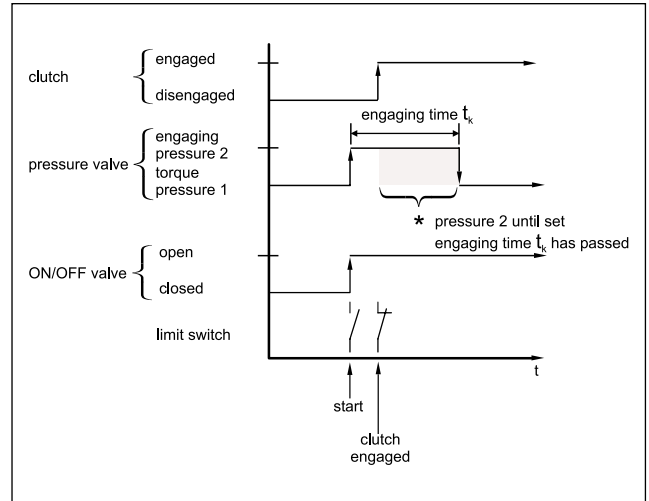 clutch
engaged
disengaged
engaging time tk
pressure valve
engaging
pressure 2
torque
pressure 1
* pressure 2 until set
engaging time tk has passed
ON/OFF valve
open
closed
limit switch
t
start
clutch
engaged